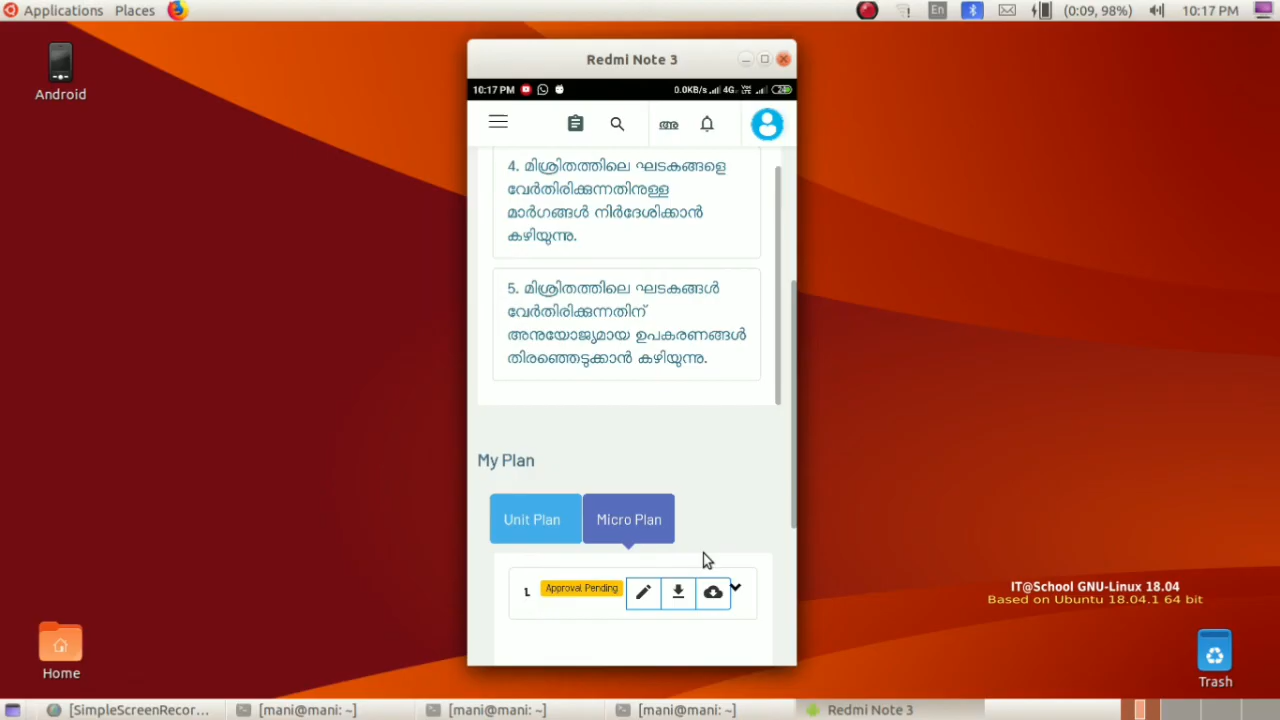 Applications Places
En (0:09, 98%) 10:17 PM
Android
Redmi Note 3
10:17 PM 0.0KB/s 4G
അ
4. മിശ്രിതത്തിലെ ഘടകങ്ങളെ
വേർതിരിക്കുന്നതിനുള്ള
മാർഗങ്ങൾ നിർദേശിക്കാൻ
കഴിയുന്നു.
5. മിശ്രിതത്തിലെ ഘടകങ്ങൾ
വേർതിരിക്കുന്നതിന്
അനുയോജ്യമായ ഉപകരണങ്ങൾ
തിരഞ്ഞെടുക്കാൻ കഴിയുന്നു.
My Plan
Unit Plan Micro Plan
1. Approval Pending
IT@School GNU-Linux 18.04
Based on Ubuntu 18.04.1 64 bit
Home
Trash
[SimpleScreenRecor... [mani@mani: ~] [mani@mani: ~] [mani@mani: ~] Redmi Note 3